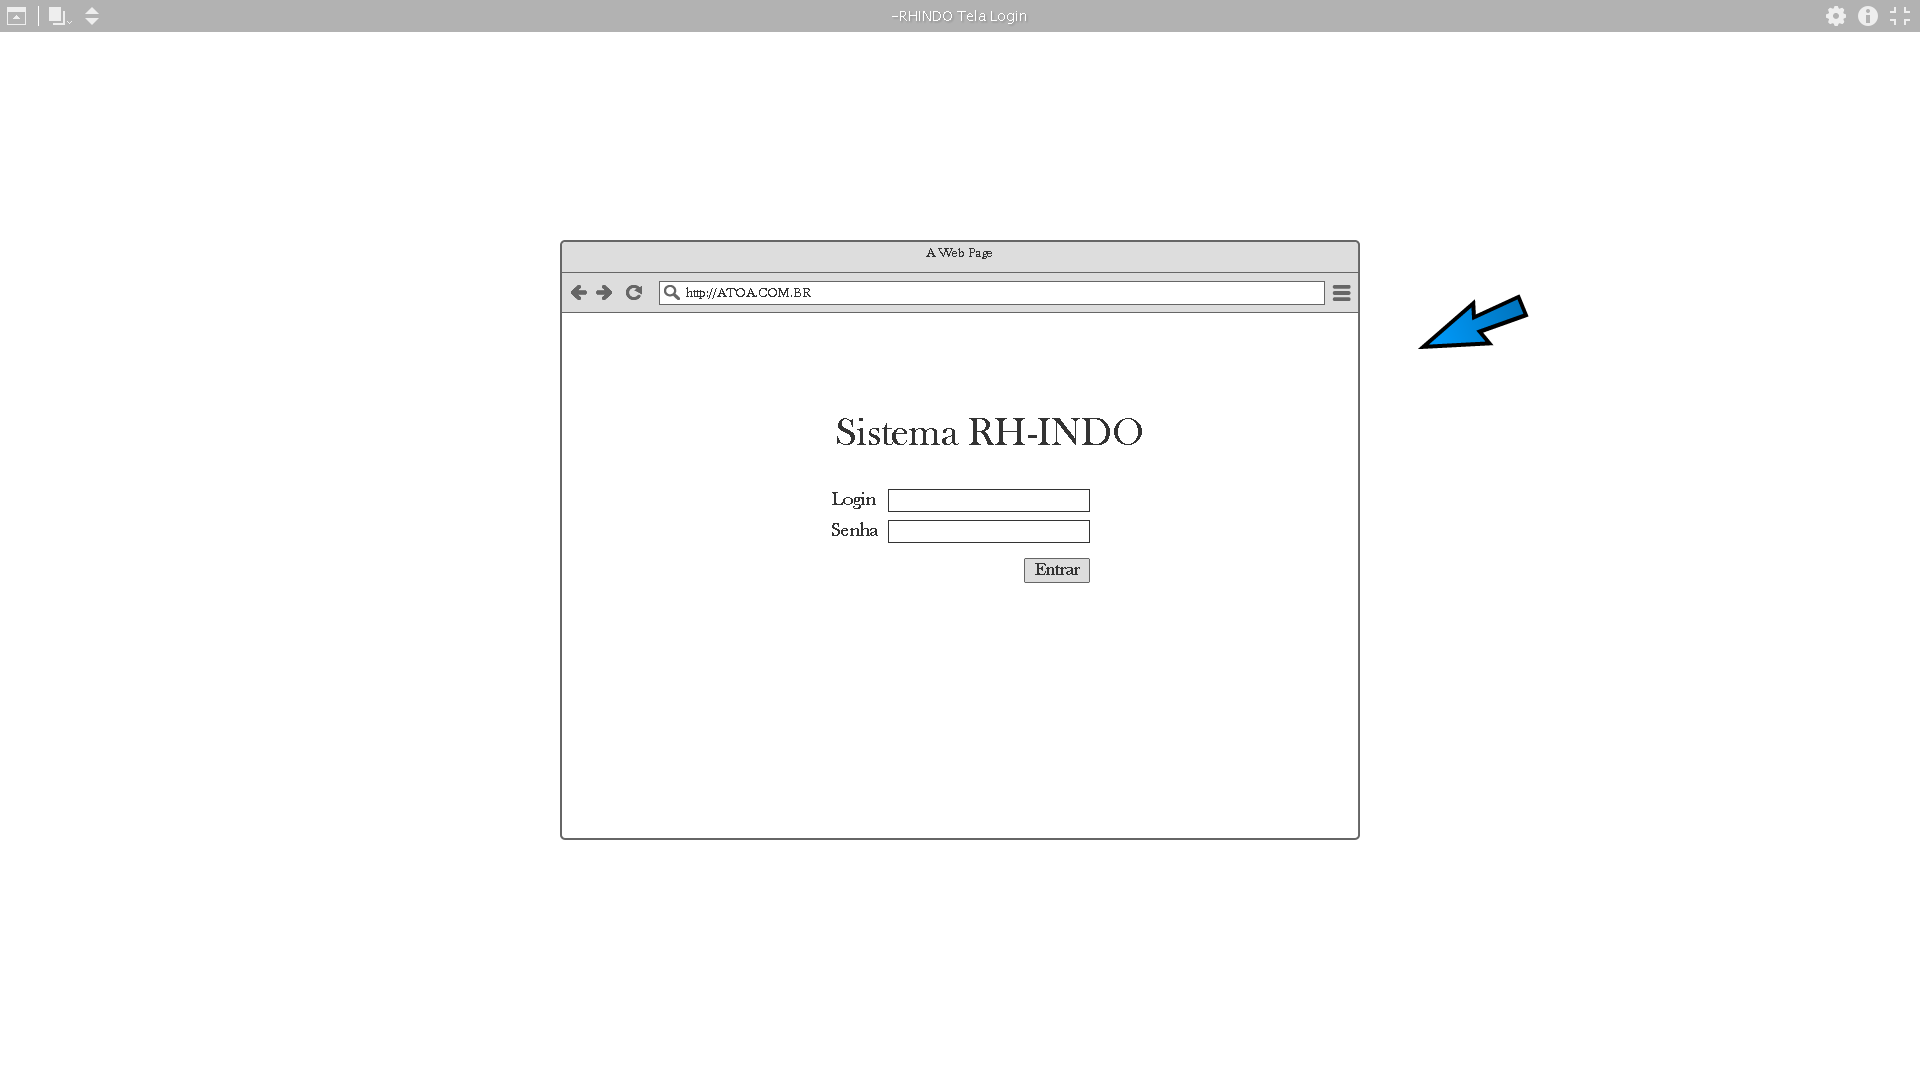 -RHINDO Tela Login
A Web Page
http://ATOA.COM.BR
Sistema RH-INDO
Login
Senha
Entrar